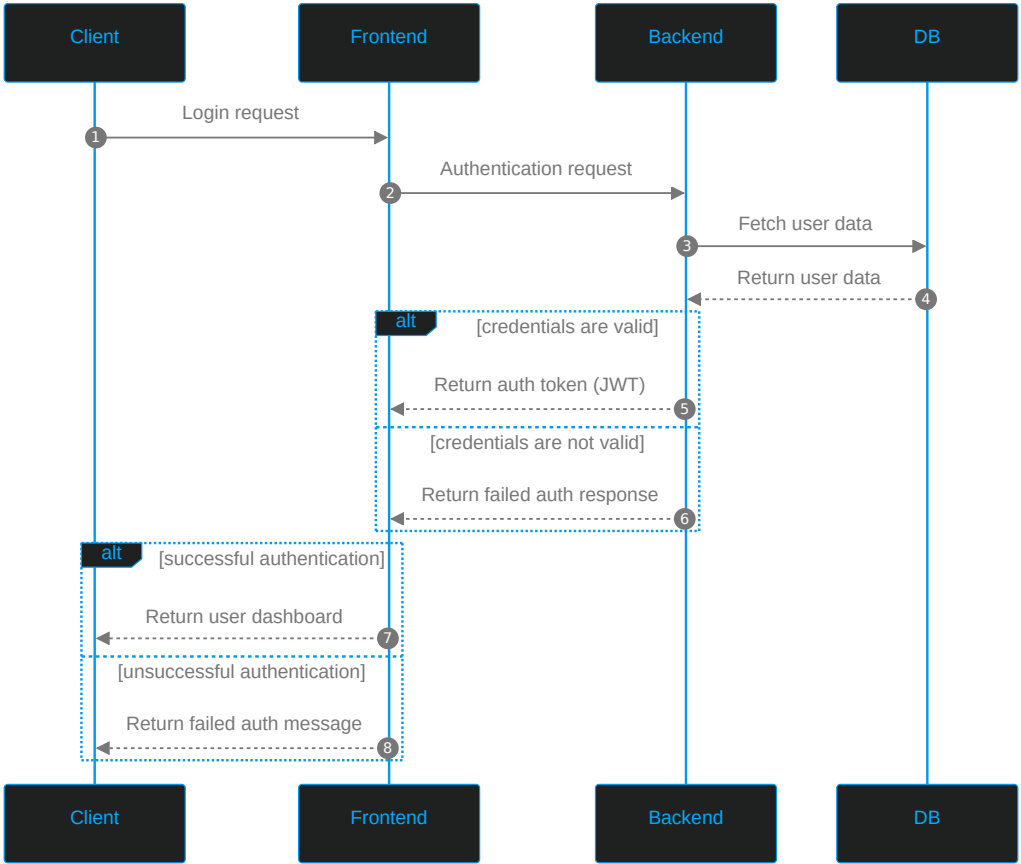 Client
Frontend
Backend
DB
Login request
1
Authentication request
2
Fetch user data
3
Return user data
4
alt
[credentials are valid]
Return auth token (JWT)
5
[credentials are not valid]
Return failed auth response
6
alt
[successful authentication]
Return user dashboard
7
[unsuccessful authentication]
Return failed auth message
8
Client
Frontend
Backend
DB